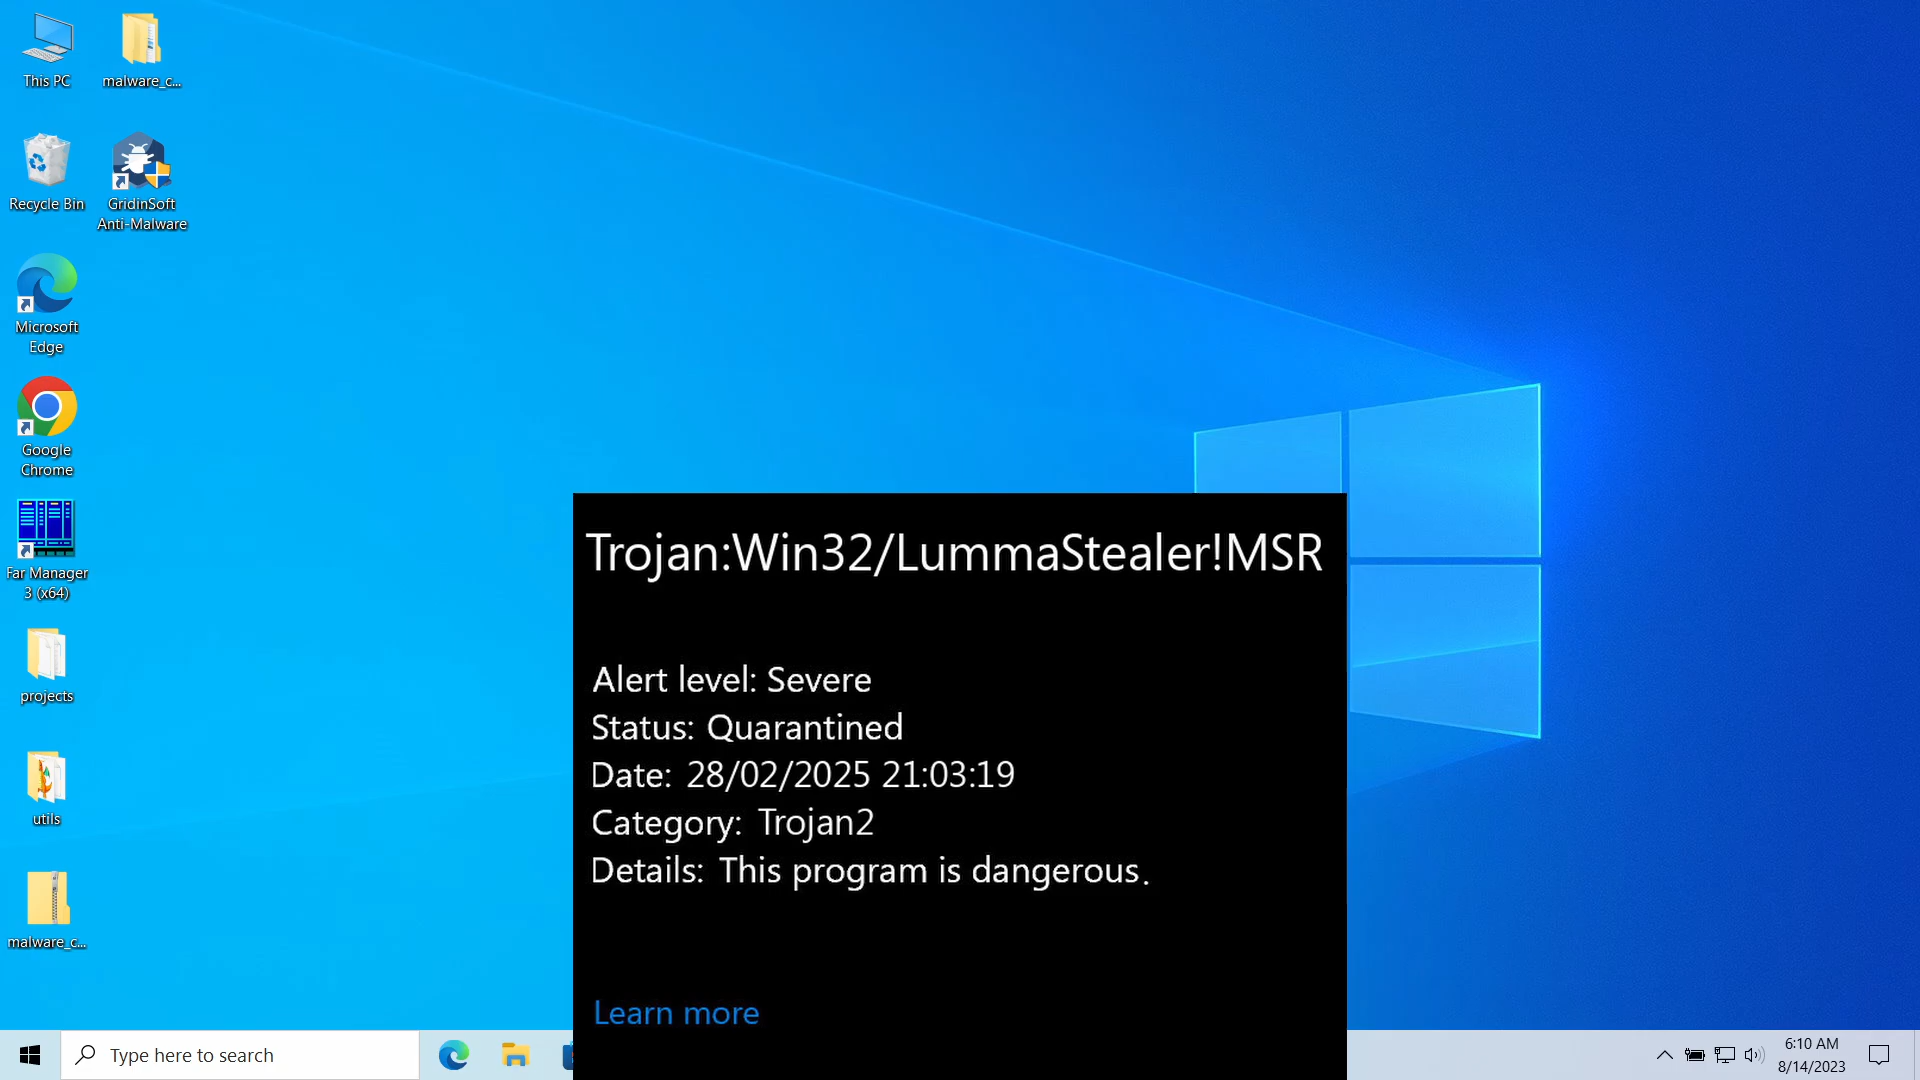 This PC
malware_c...
Recycle Bin
GridinSoft
Anti-Malware
Microsoft
Edge
Google
Chrome
Far Manager
3 (x64)
projects
utils
malware_c...
Trojan:Win32/LummaStealer!MSR
Alert level: Severe
Status: Quarantined
Date: 28/02/2025 21:03:19
Category: Trojan2
Details: This program is dangerous.
Learn more
Type here to search
6:10 AM
8/14/2023